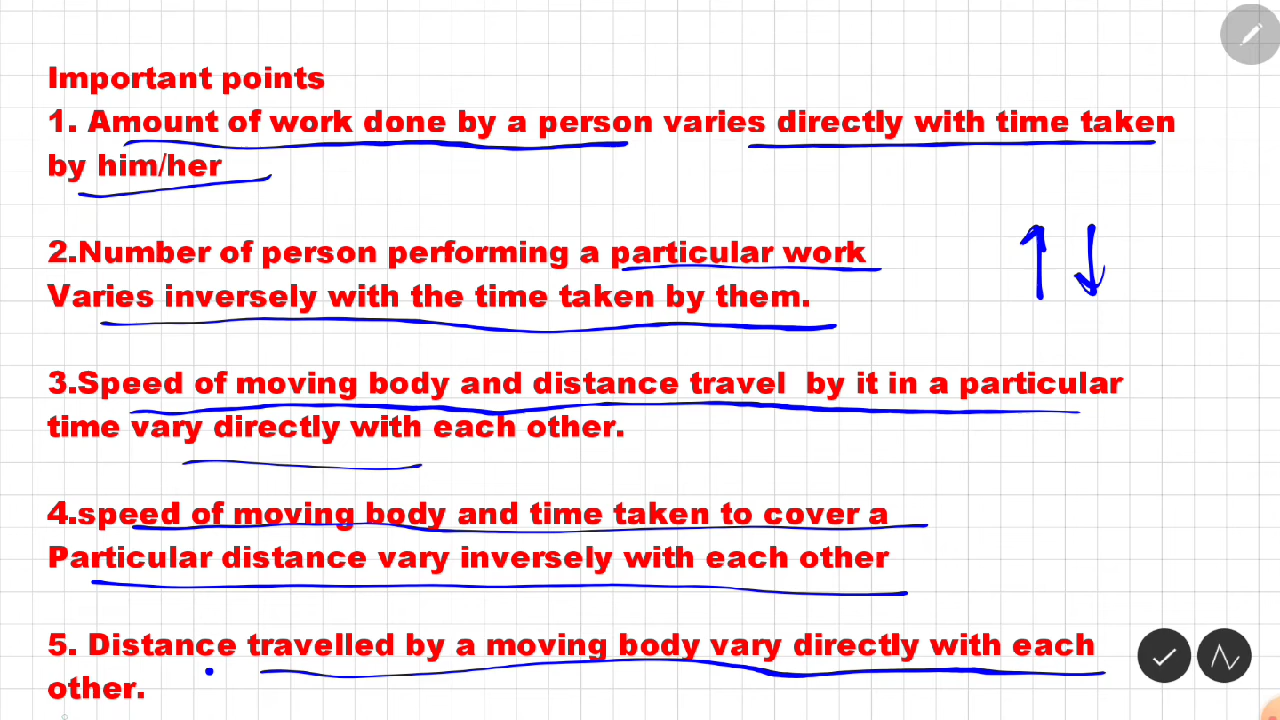 Important points
1. Amount of work done by a person varies directly with time taken
by him/her
2.Number of person performing a particular work
Varies inversely with the time taken by them.
3.Speed of moving body and distance travel by it in a particular
time vary directly with each other.
4.speed of moving body and time taken to cover a
Particular distance vary inversely with each other
5. Distance travelled by a moving body vary directly with each
other.